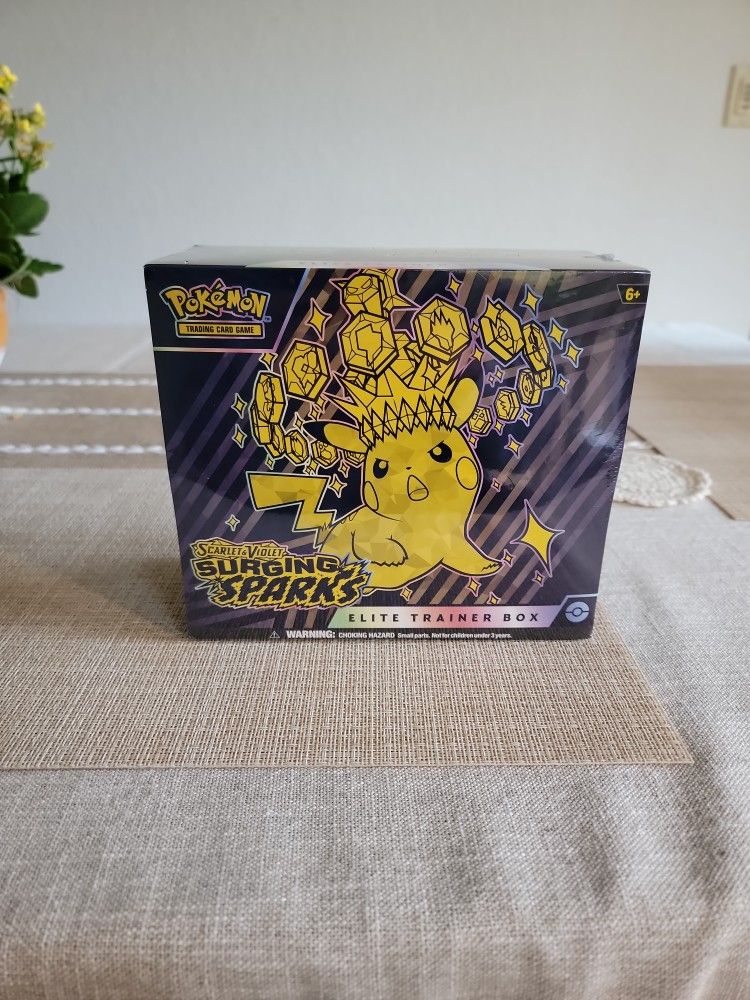 Pokémon
TRADING CARD GAME
6+
SCARLET & VIOLET
SURGING
SPARKS
ELITE TRAINER BOX
WARNING: CHOKING HAZARD Small parts. Not for children under 3 years.